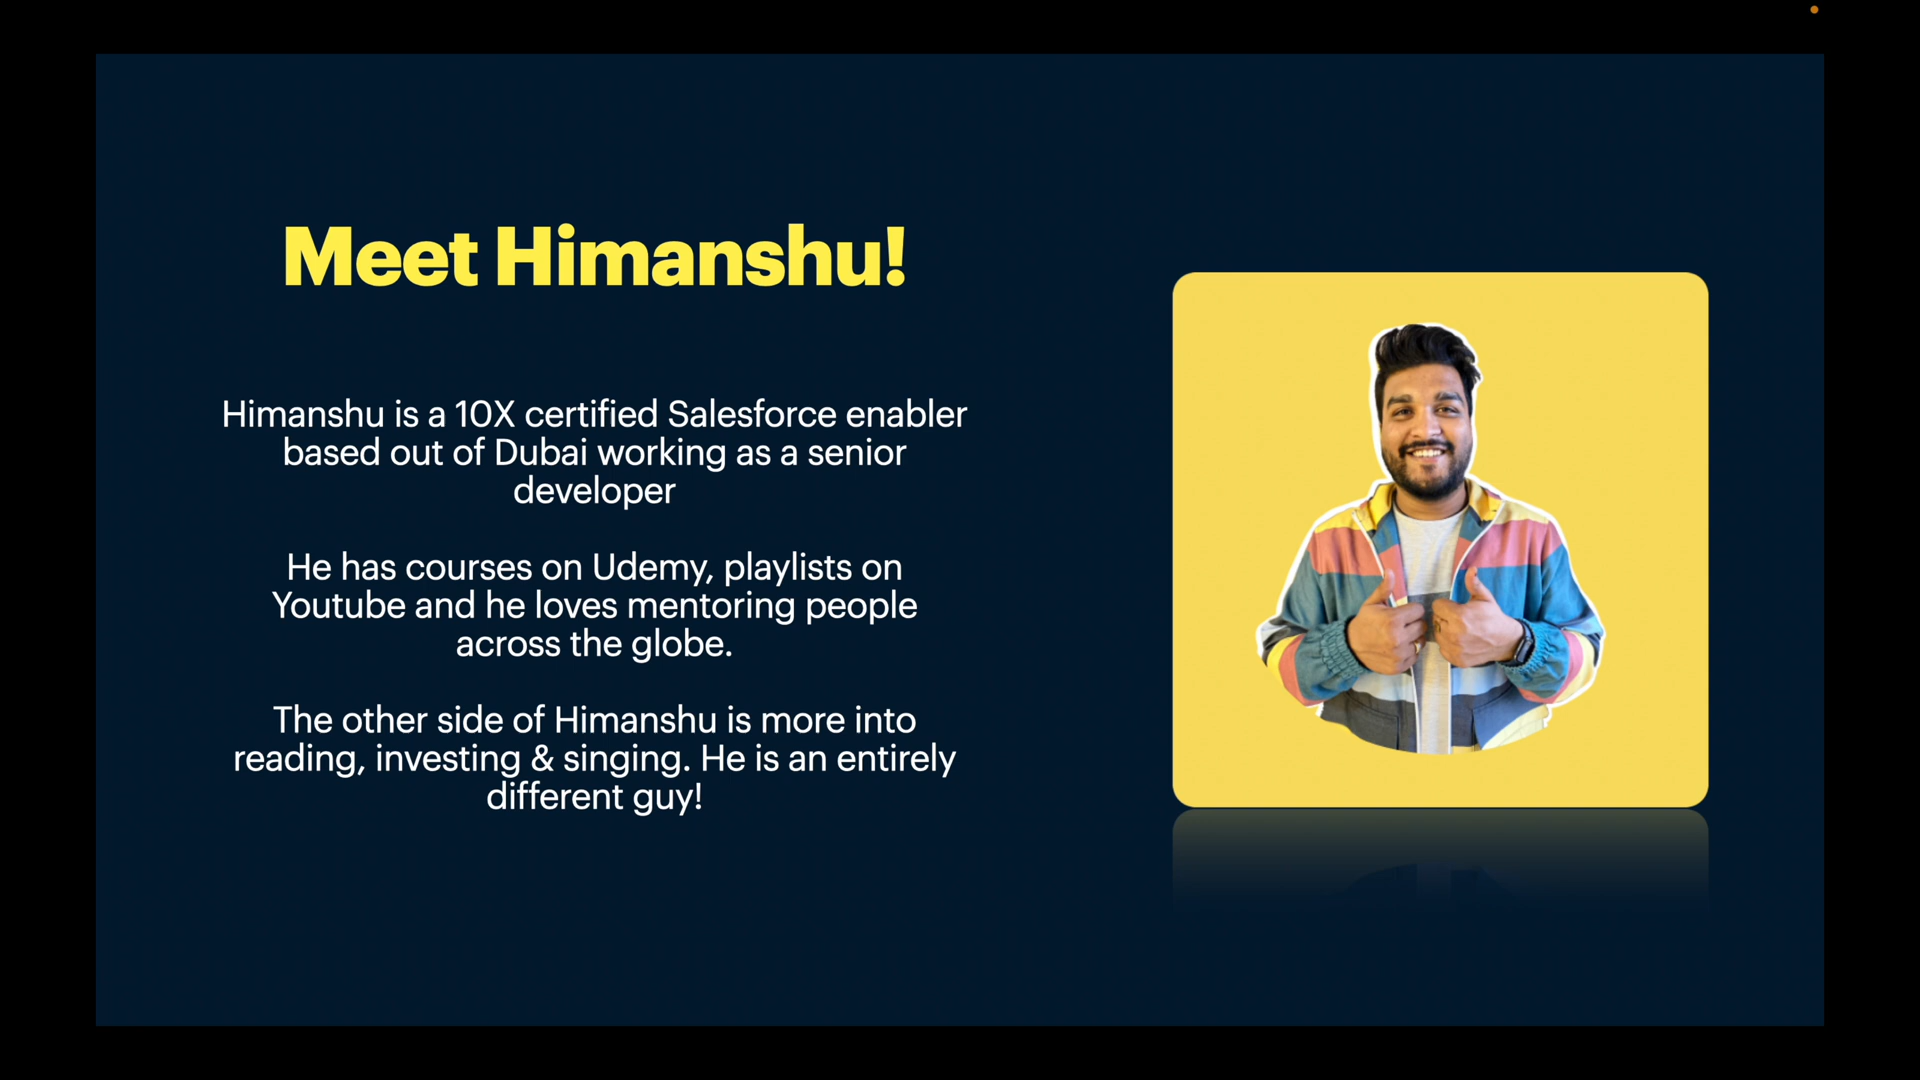 Meet Himanshu!
Himanshu is a 10X certified Salesforce enabler
based out of Dubai working as a senior
developer
He has courses on Udemy, playlists on
Youtube and he loves mentoring people
across the globe.
The other side of Himanshu is more into
reading, investing & singing. He is an entirely
different guy!